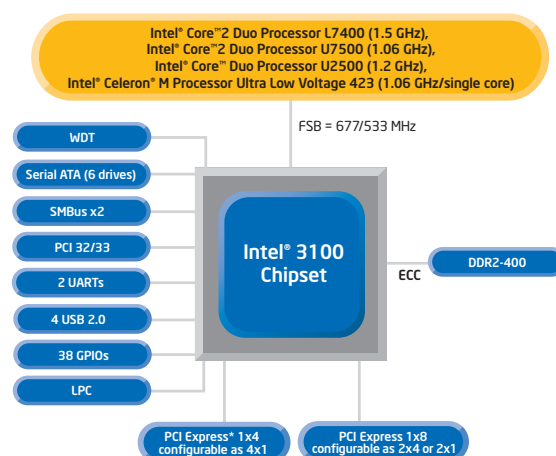 Intel® Core™2 Duo Processor L7400 (1.5 GHz),
Intel® Core™2 Duo Processor U7500 (1.06 GHz),
Intel® Core™ Duo Processor U2500 (1.2 GHz),
Intel® Celeron® M Processor Ultra Low Voltage 423 (1.06 GHz/single core)
FSB = 677/533 MHz
WDT
Serial ATA (6 drives)
SMBus x2
PCI 32/33
2 UARTs
4 USB 2.0
38 GPIOs
LPC
Intel® 3100
Chipset
ECC
DDR2-400
PCI Express* 1x4
configurable as 4x1
PCI Express 1x8
configurable as 2x4 or 2x1